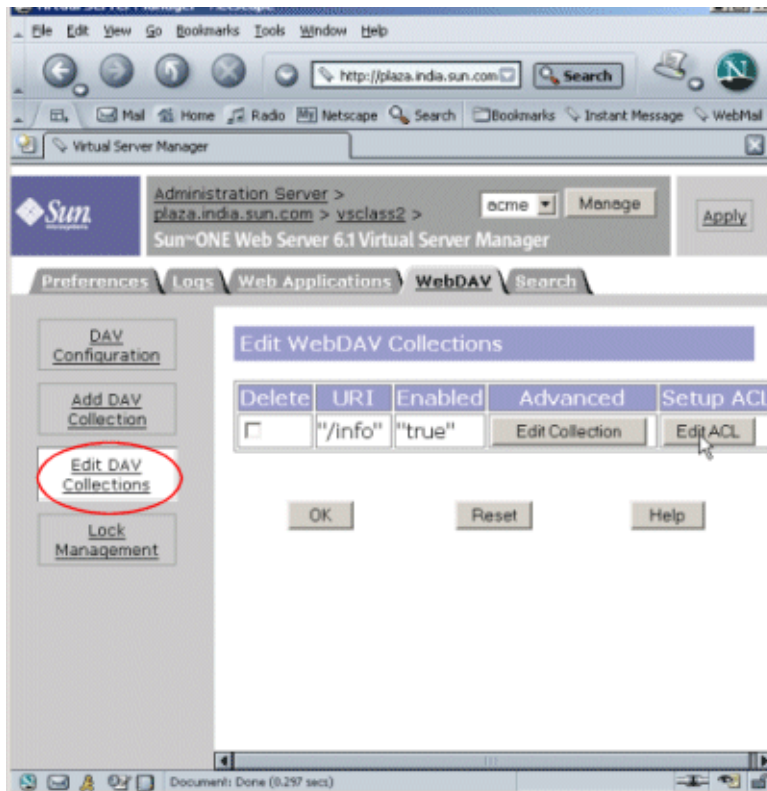 File Edit View Go Bookmarks Tools Window Help
http://plaza.india.sun.com Search N
Mail Home Radio My Netscape Search Bookmarks Instant Message WebMail
Virtual Server Manager
Sun
Administration Server >
plaza.india.sun.com > vsclass2 >
acme Manage
Apply
Sun™ONE Web Server 6.1 Virtual Server Manager
Preferences Logs Web Applications WebDAV Search
DAV
Configuration
Add DAV
Collection
Edit DAV
Collections
Lock
Management
Edit WebDAV Collections
Delete URI Enabled Advanced Setup ACL
"/info" "true" Edit Collection Edit ACL
OK Reset Help
Document: Done (0.297 secs)